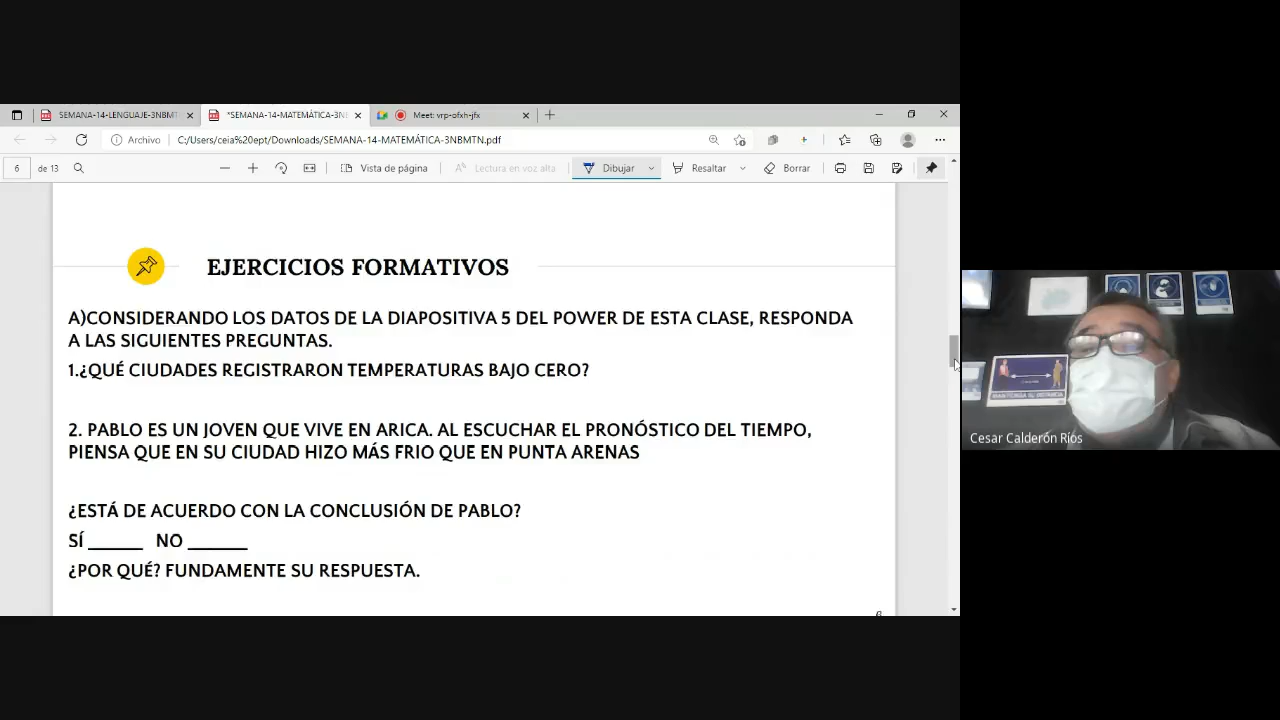 SEMANA-14-LENGUAJE-3NBMT
*SEMANA-14-MATEMÁTICA-3NB
Meet: vrp-ofxh-jfx
Archivo
C:/Users/ceia%20ept/Downloads/SEMANA-14-MATEMÁTICA-3NBMTN.pdf
6 de 13
Vista de página
Lectura en voz alta
Dibujar
Resaltar
Borrar
EJERCICIOS FORMATIVOS
A)CONSIDERANDO LOS DATOS DE LA DIAPOSITIVA 5 DEL POWER DE ESTA CLASE, RESPONDA
A LAS SIGUIENTES PREGUNTAS.
1.¿QUÉ CIUDADES REGISTRARON TEMPERATURAS BAJO CERO?
2. PABLO ES UN JOVEN QUE VIVE EN ARICA. AL ESCUCHAR EL PRONÓSTICO DEL TIEMPO,
PIENSA QUE EN SU CIUDAD HIZO MÁS FRIO QUE EN PUNTA ARENAS
¿ESTÁ DE ACUERDO CON LA CONCLUSIÓN DE PABLO?
SÍ ______ NO ______
¿POR QUÉ? FUNDAMENTE SU RESPUESTA.
MANTENGA SU DISTANCIA
Cesar Calderón Ríos